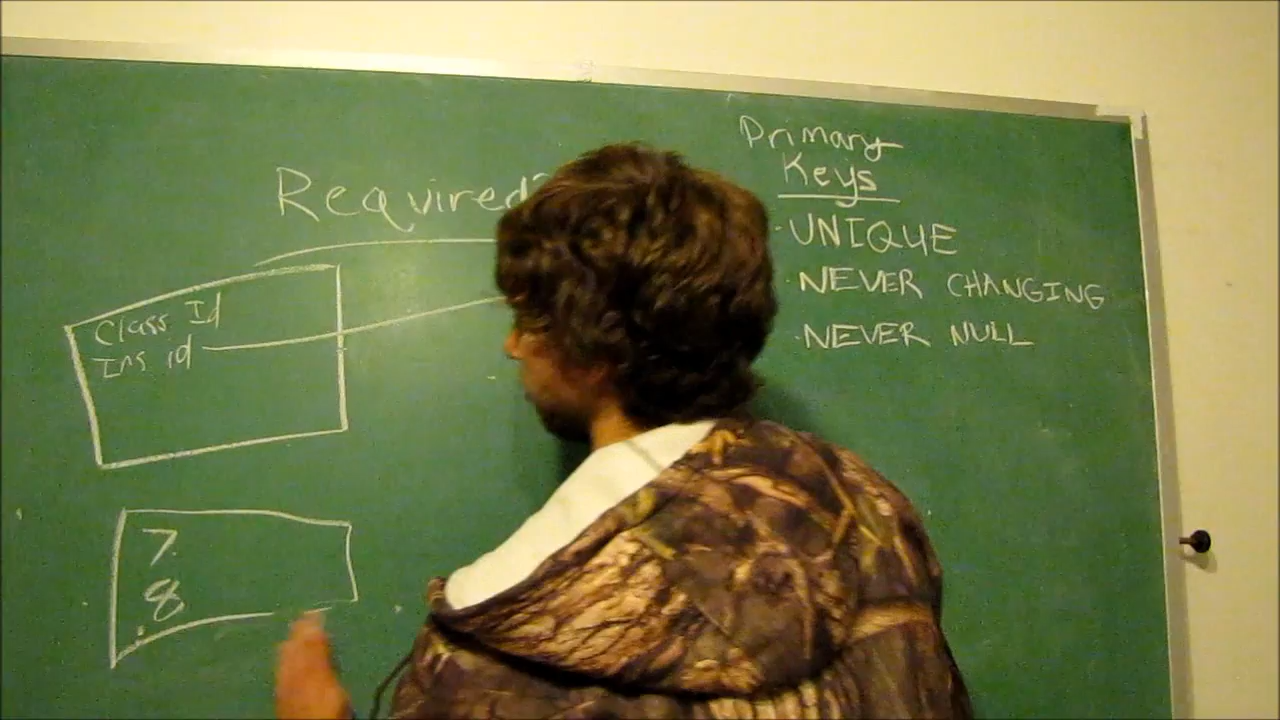 Primary
Keys
Required?
· UNIQUE
· NEVER CHANGING
· NEVER NULL
Class Id
Ins id
7
8